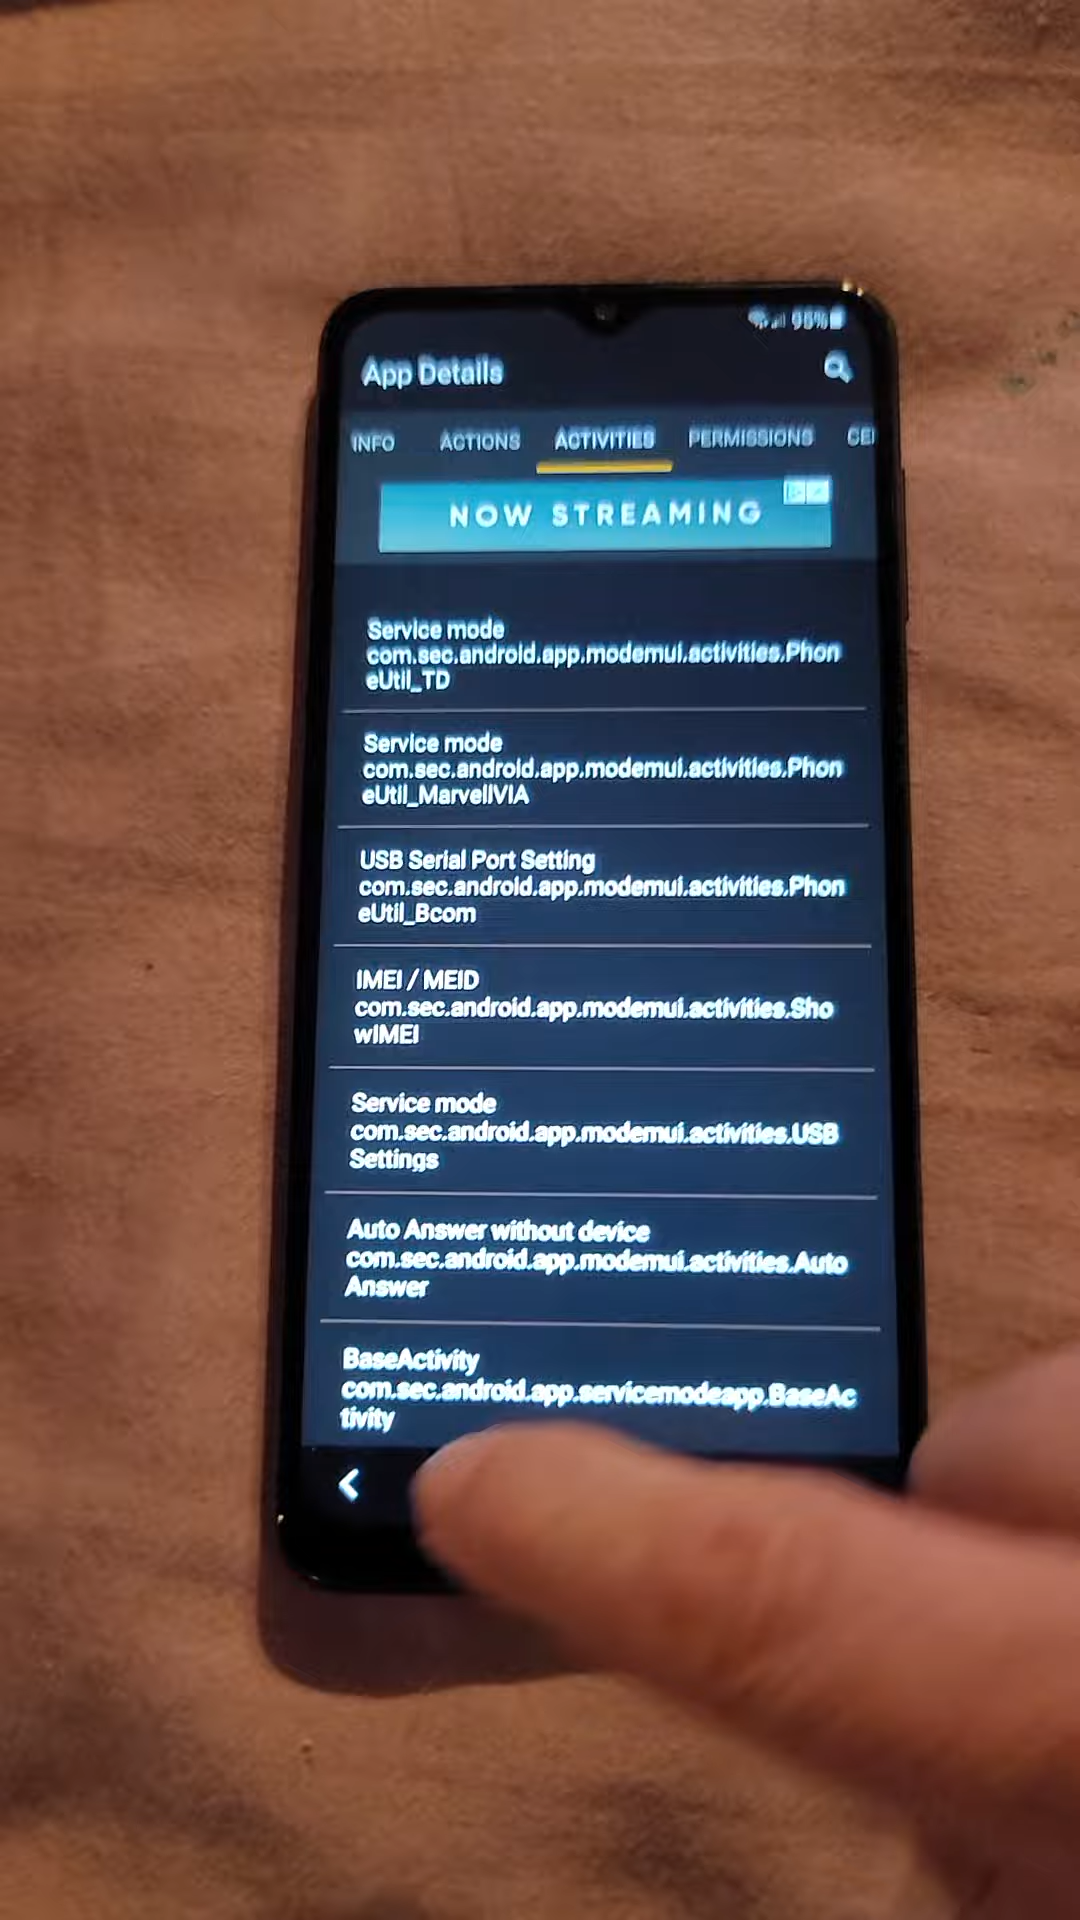 95%
App Details
INFO ACTIONS ACTIVITIES PERMISSIONS CE
NOW STREAMING
Service mode
com.sec.android.app.modemui.activities.Phon
eUtil_TD
Service mode
com.sec.android.app.modemui.activities.Phon
eUtil_MarvellVIA
USB Serial Port Setting
com.sec.android.app.modemui.activities.Phon
eUtil_Bcom
IMEI / MEID
com.sec.android.app.modemui.activities.Sho
wIMEI
Service mode
com.sec.android.app.modemui.activities.USB
Settings
Auto Answer without device
com.sec.android.app.modemui.activities.Auto
Answer
BaseActivity
com.sec.android.app.servicemodeapp.BaseAc
tivity